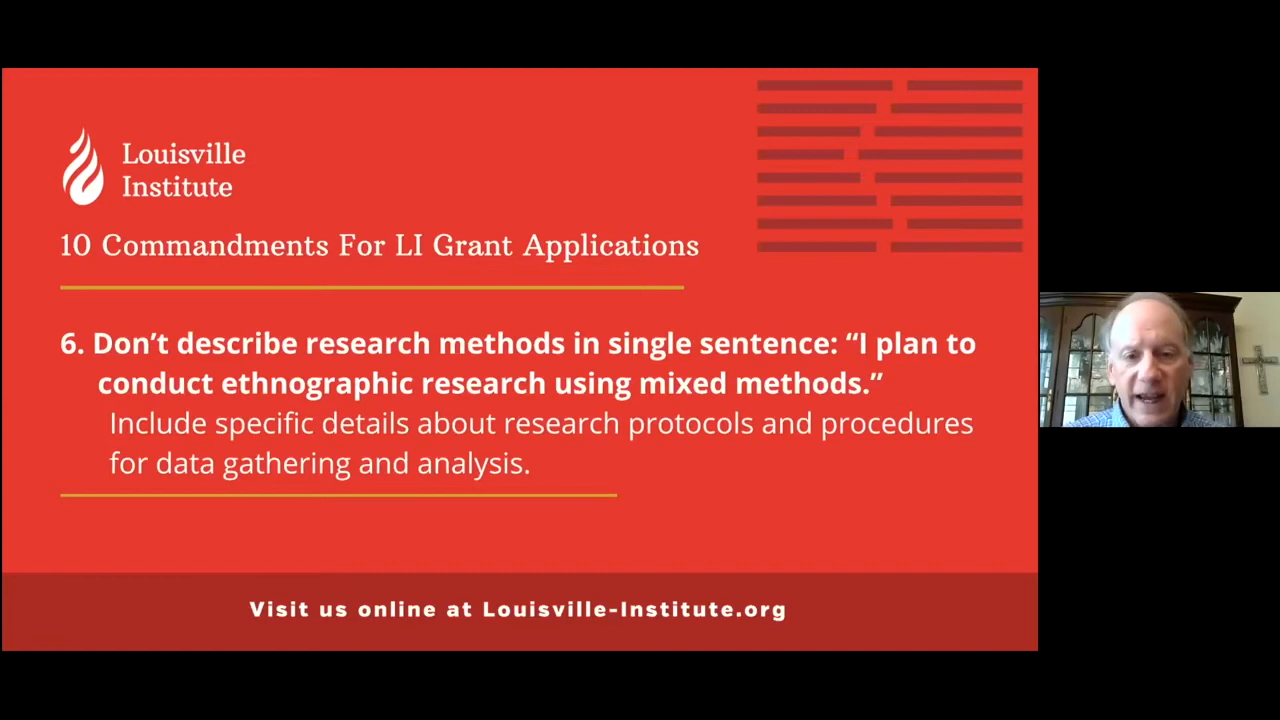 Louisville
Institute
10 Commandments For LI Grant Applications
6. Don’t describe research methods in single sentence: “I plan to
conduct ethnographic research using mixed methods.”
Include specific details about research protocols and procedures
for data gathering and analysis.
Visit us online at Louisville-Institute.org